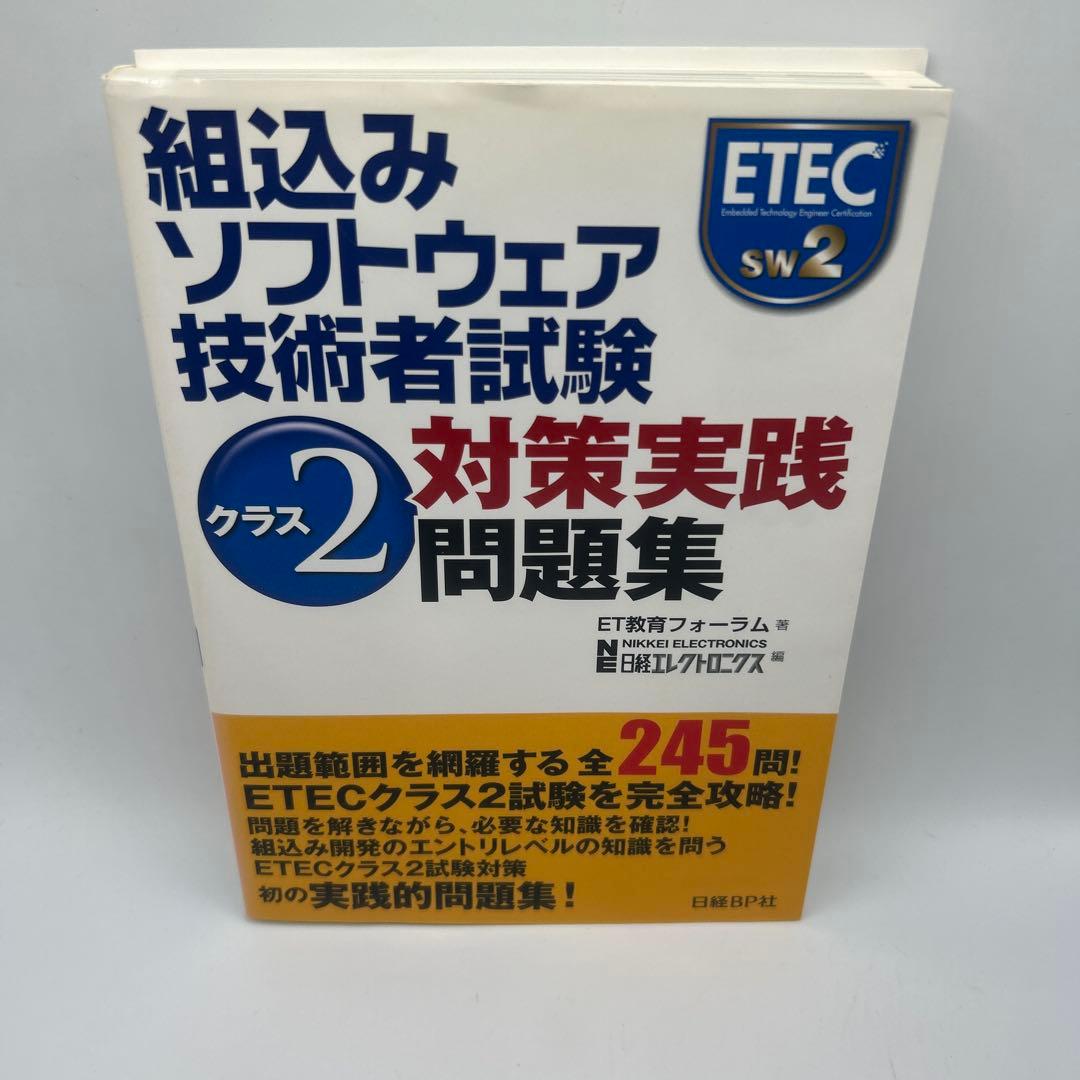 組込み
ソフトウェア
技術者試験
クラス2
対策実践
問題集
ETEC
Embedded Technology Engineer Certification
SW2
ET教育フォーラム 著
NE NIKKEI ELECTRONICS
日経エレクトロニクス 編
出題範囲を網羅する 全245問!
ETECクラス2試験を完全攻略!
問題を解きながら、必要な知識を確認!
組込み開発のエントリレベルの知識を問う
ETECクラス2試験対策
初の実践的問題集!
日経BP社